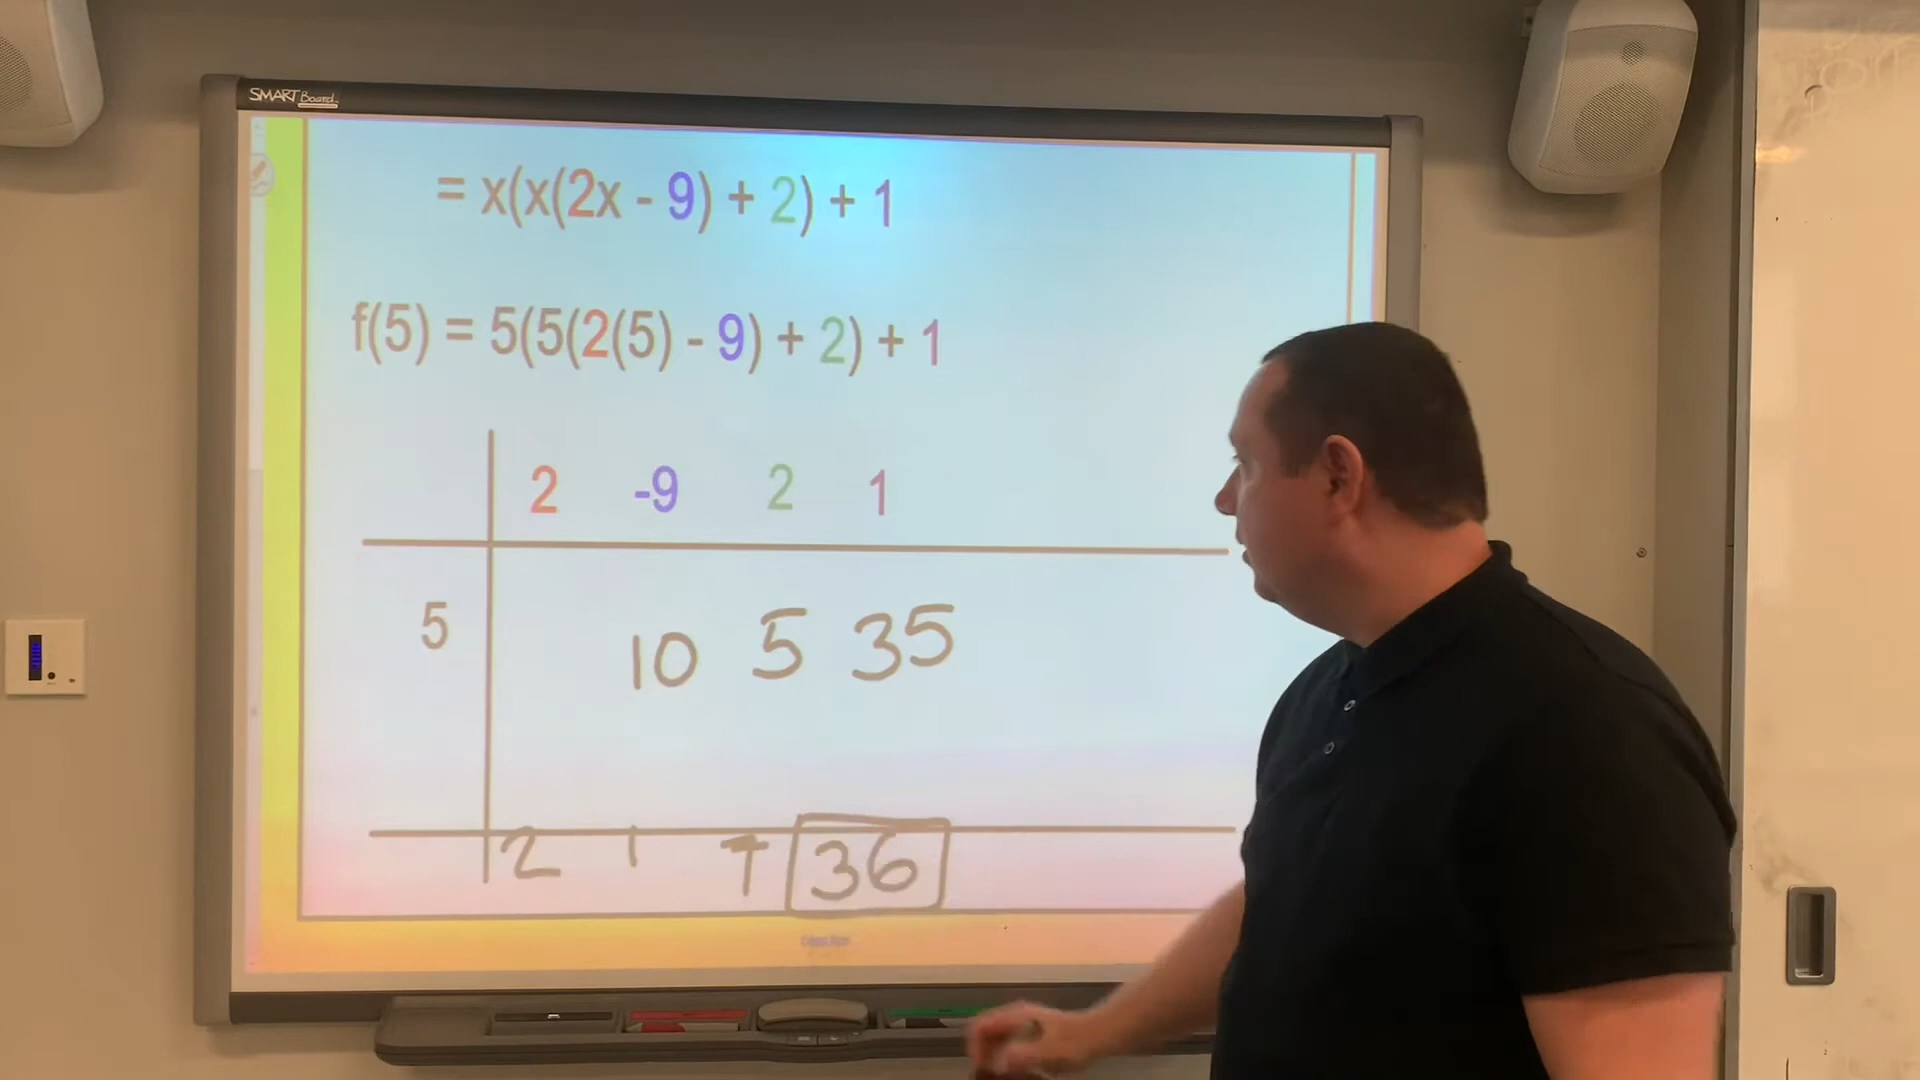 SMART Board
= x(x(2x - 9) + 2) + 1
f(5) = 5(5(2(5) - 9) + 2) + 1
2 -9 2 1
5 10 5 35
2 1 7 36